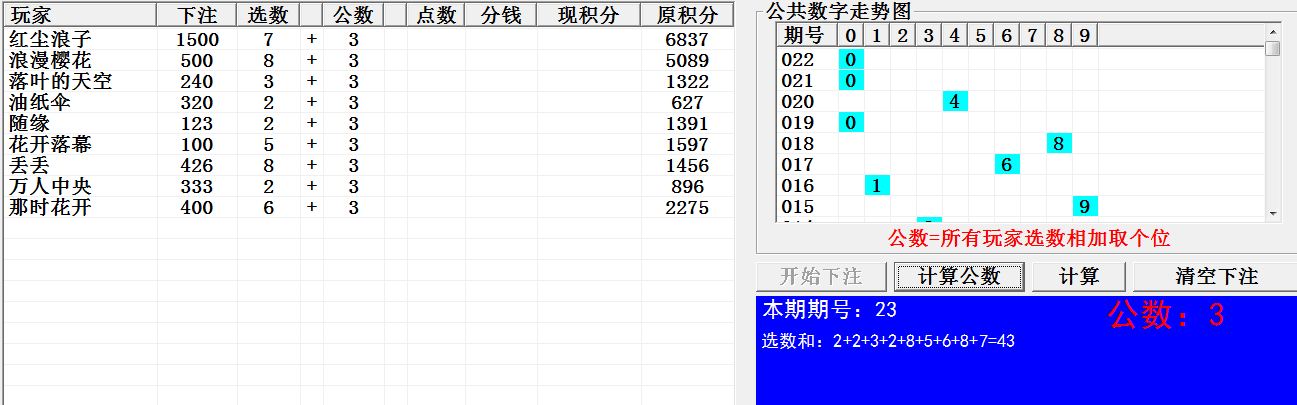 玩家 下注 选数 公数 点数 分钱 现积分 原积分
红尘浪子 1500 7 + 3 6837
浪漫樱花 500 8 + 3 5089
落叶的天空 240 3 + 3 1322
油纸伞 320 2 + 3 627
随缘 123 2 + 3 1391
花开落幕 100 5 + 3 1597
丢丢 426 8 + 3 1456
万人中央 333 2 + 3 896
那时花开 400 6 + 3 2275
公共数字走势图
期号 0 1 2 3 4 5 6 7 8 9
022 0
021 0
020 4
019 0
018 8
017 6
016 1
015 9
公数=所有玩家选数相加取个位
开始下注 计算公数 计算 清空下注
本期期号：23 公数：3
选数和：2+2+3+2+8+5+6+8+7=43